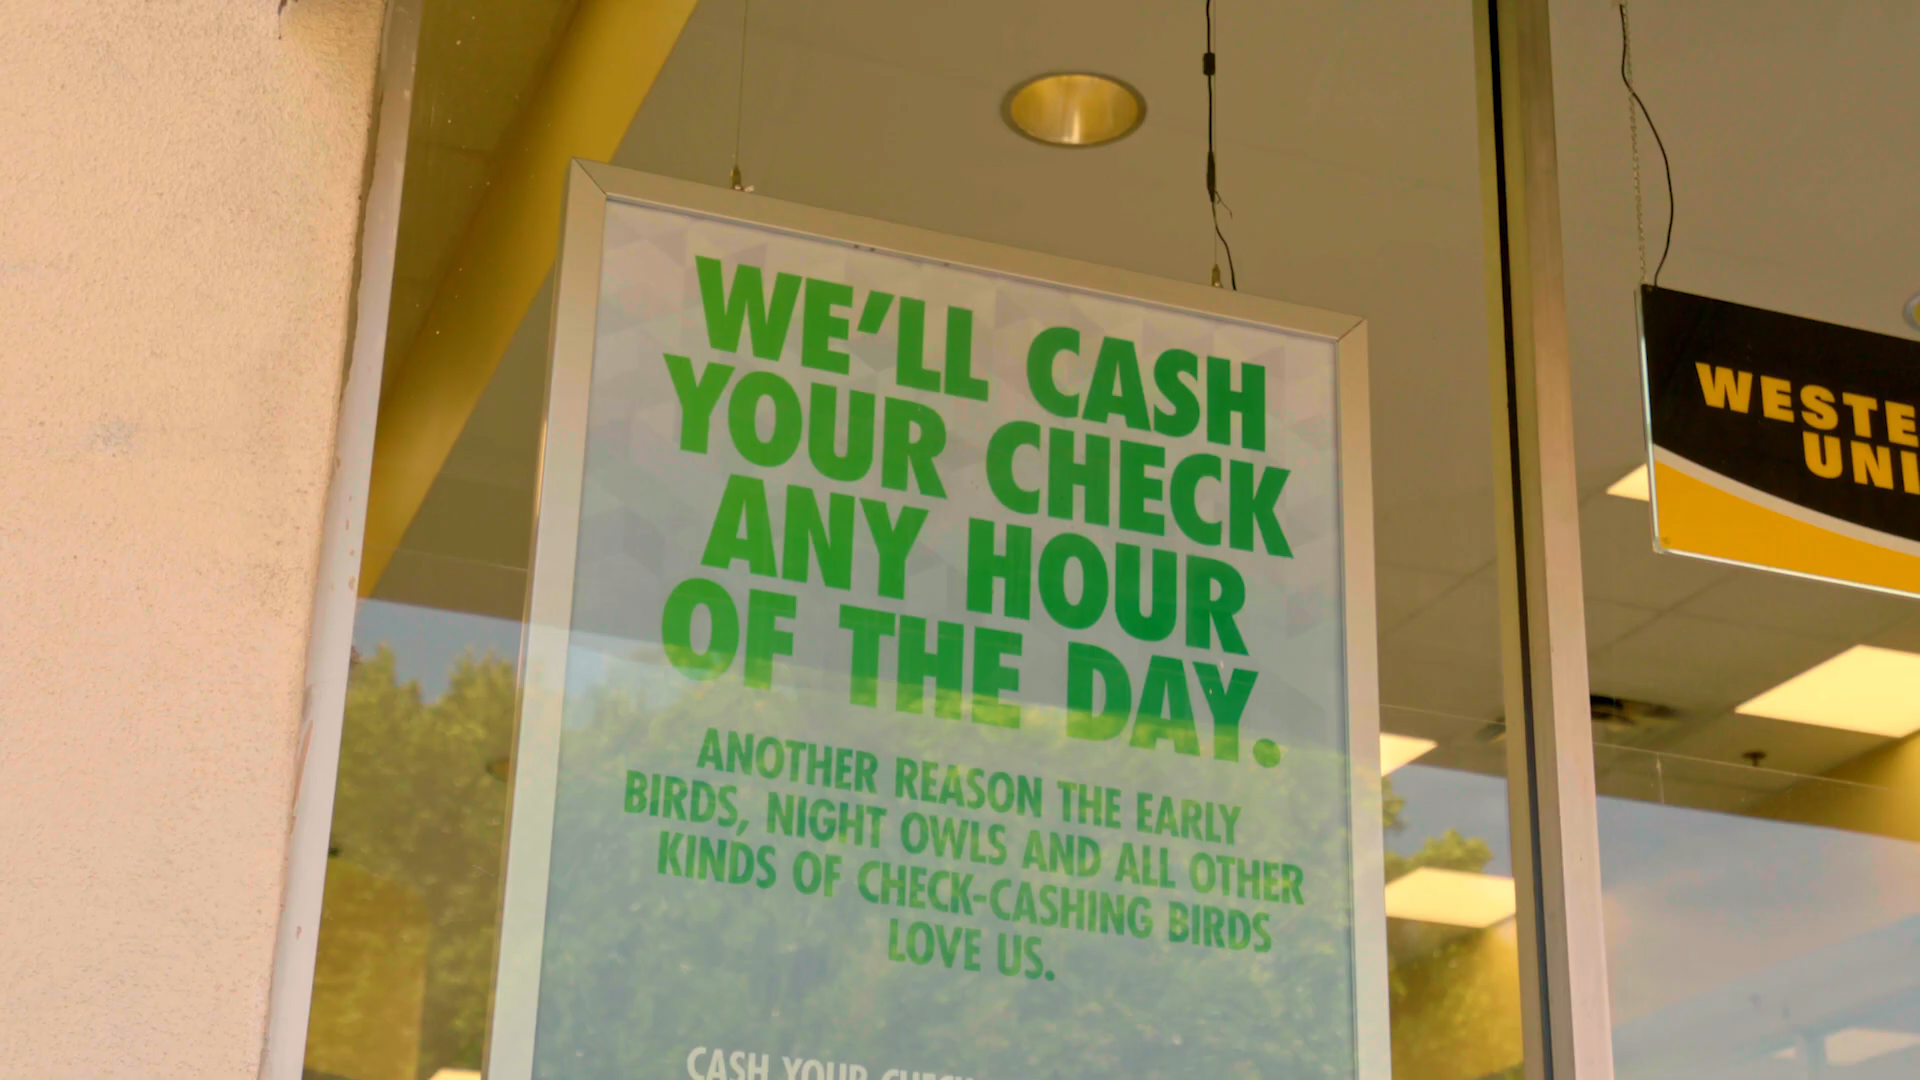 WE'LL CASH
YOUR CHECK
ANY HOUR
OF THE DAY.
ANOTHER REASON THE EARLY
BIRDS, NIGHT OWLS AND ALL OTHER
KINDS OF CHECK-CASHING BIRDS
LOVE US.
CASH YOUR CHECK
WESTE
UNI